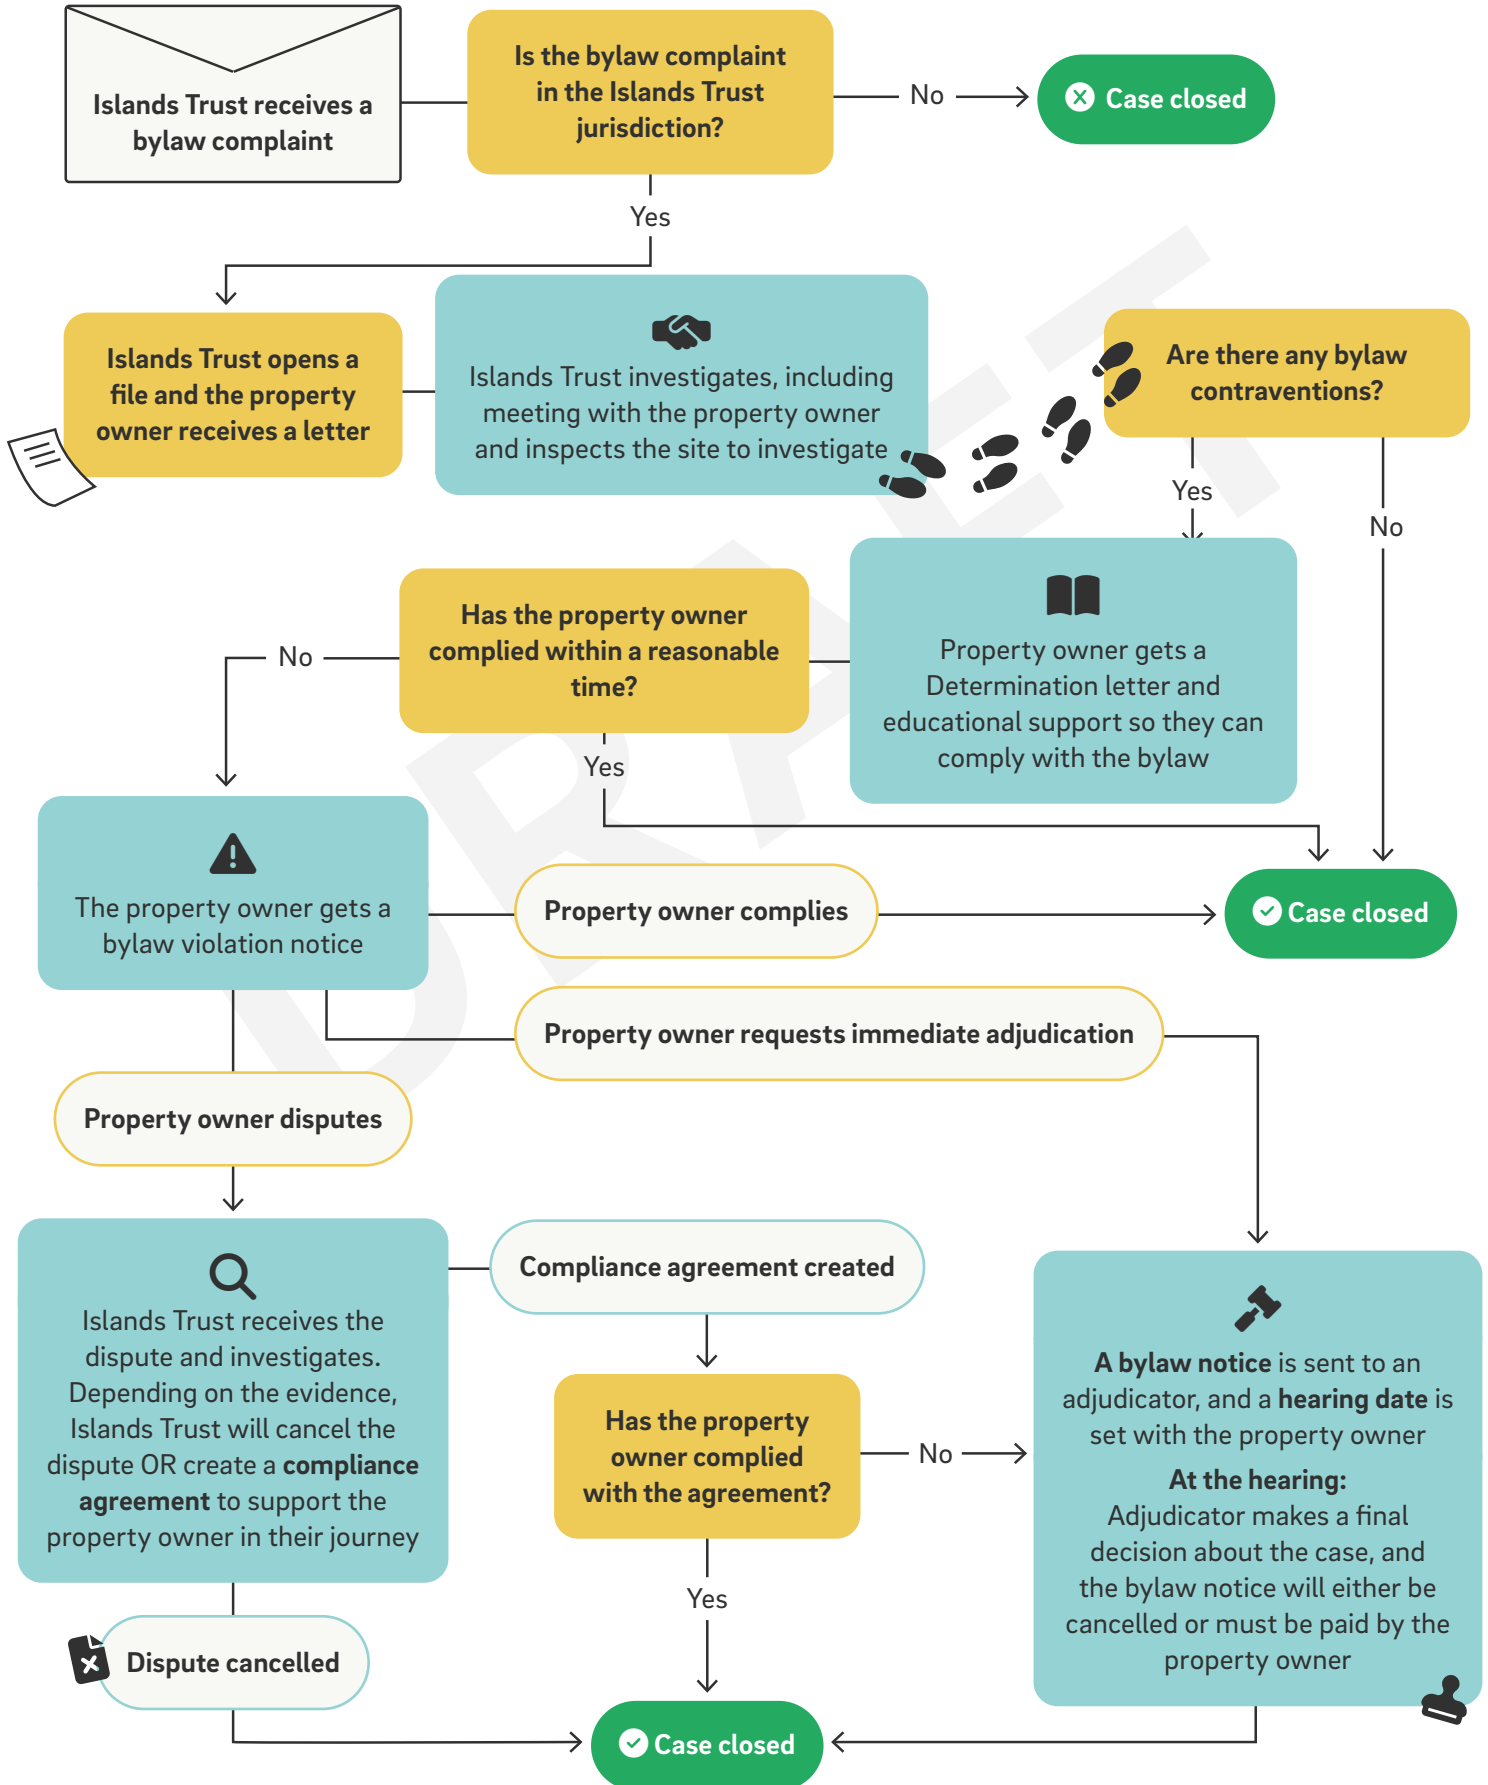 Islands Trust receives a
bylaw complaint
Is the bylaw complaint
in the Islands Trust
jurisdiction?
No
Case closed
Yes
Islands Trust opens a
file and the property
owner receives a letter
Islands Trust investigates, including
meeting with the property owner
and inspects the site to investigate
Are there any bylaw
contraventions?
Yes
No
Property owner gets a
Determination letter and
educational support so they can
comply with the bylaw
Has the property owner
complied within a reasonable
time?
No
Yes
The property owner gets a
bylaw violation notice
Property owner complies
Case closed
Property owner requests immediate adjudication
Property owner disputes
Islands Trust receives the
dispute and investigates.
Depending on the evidence,
Islands Trust will cancel the
dispute OR create a compliance
agreement to support the
property owner in their journey
Compliance agreement created
Has the property
owner complied
with the agreement?
No
Yes
A bylaw notice is sent to an
adjudicator, and a hearing date is
set with the property owner
At the hearing:
Adjudicator makes a final
decision about the case, and
the bylaw notice will either be
cancelled or must be paid by the
property owner
Dispute cancelled
Case closed
DRAFT